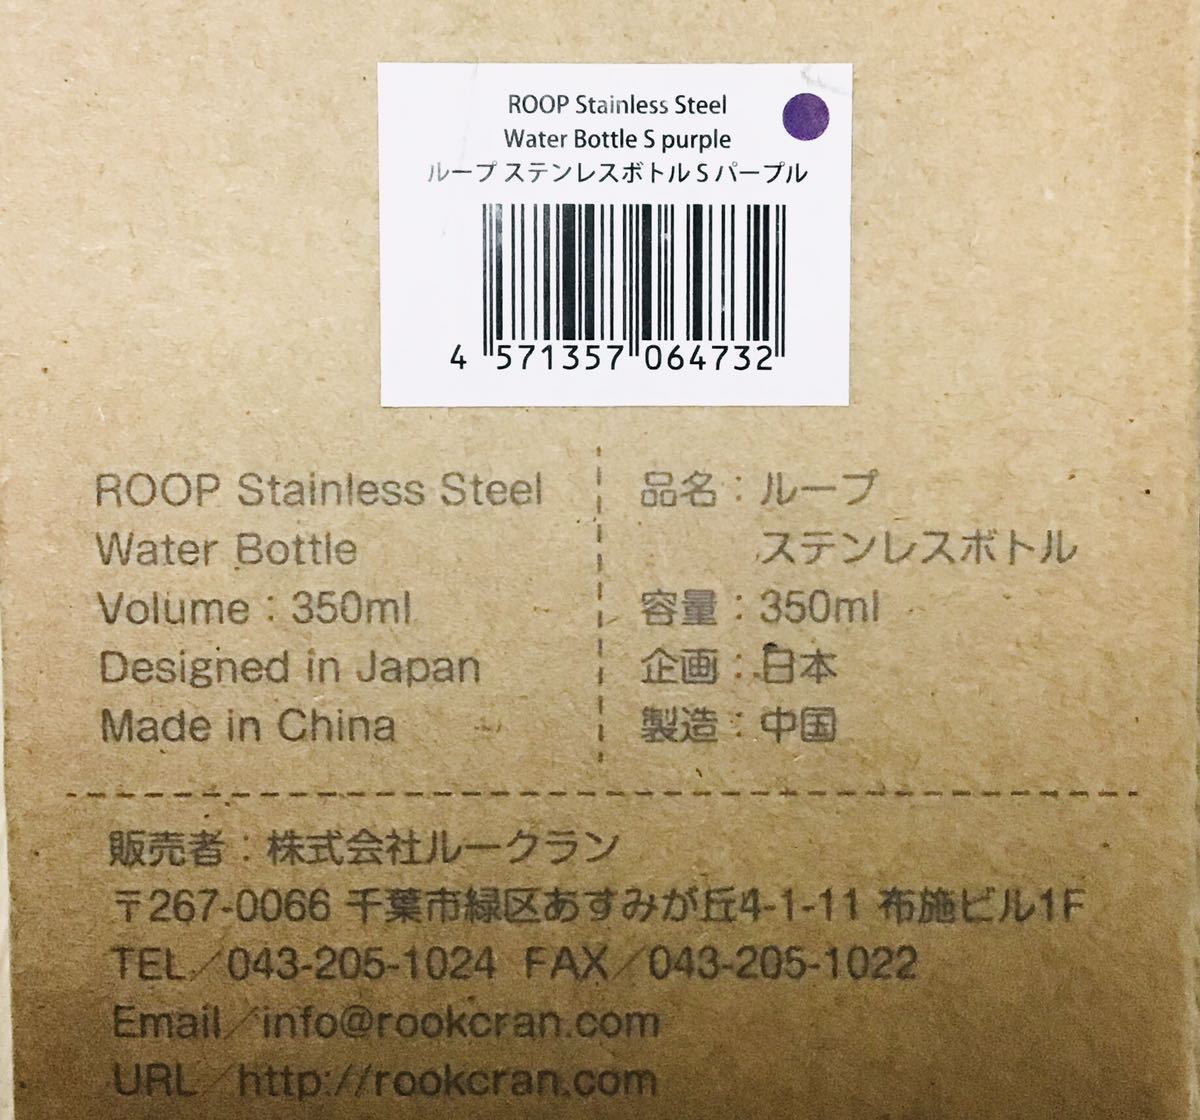 ROOP Stainless Steel
Water Bottle S purple
ループ ステンレスボトル S パープル
4 571357 064732
ROOP Stainless Steel
Water Bottle
Volume：350ml
Designed in Japan
Made in China
品名：ループ
ステンレスボトル
容量：350ml
企画：日本
製造：中国
販売者：株式会社ルークラン
〒267-0066 千葉市緑区あすみが丘4-1-11 布施ビル1F
TEL／043-205-1024 FAX／043-205-1022
Email／info@rookcran.com
URL／http://rookcran.com